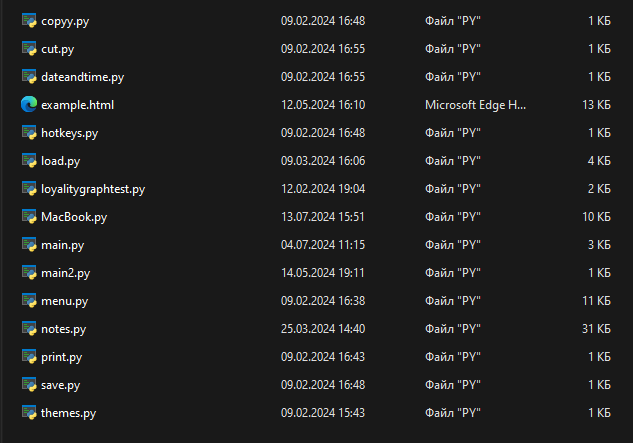 copyy.py 09.02.2024 16:48 Файл "PY" 1 КБ
cut.py 09.02.2024 16:55 Файл "PY" 1 КБ
dateandtime.py 09.02.2024 16:55 Файл "PY" 1 КБ
example.html 12.05.2024 16:10 Microsoft Edge H... 13 КБ
hotkeys.py 09.02.2024 16:48 Файл "PY" 1 КБ
load.py 09.03.2024 16:06 Файл "PY" 4 КБ
loyalitygraphtest.py 12.02.2024 19:04 Файл "PY" 2 КБ
MacBook.py 13.07.2024 15:51 Файл "PY" 10 КБ
main.py 04.07.2024 11:15 Файл "PY" 3 КБ
main2.py 14.05.2024 19:11 Файл "PY" 1 КБ
menu.py 09.02.2024 16:38 Файл "PY" 11 КБ
notes.py 25.03.2024 14:40 Файл "PY" 31 КБ
print.py 09.02.2024 16:43 Файл "PY" 1 КБ
save.py 09.02.2024 16:48 Файл "PY" 1 КБ
themes.py 09.02.2024 15:43 Файл "PY" 1 КБ